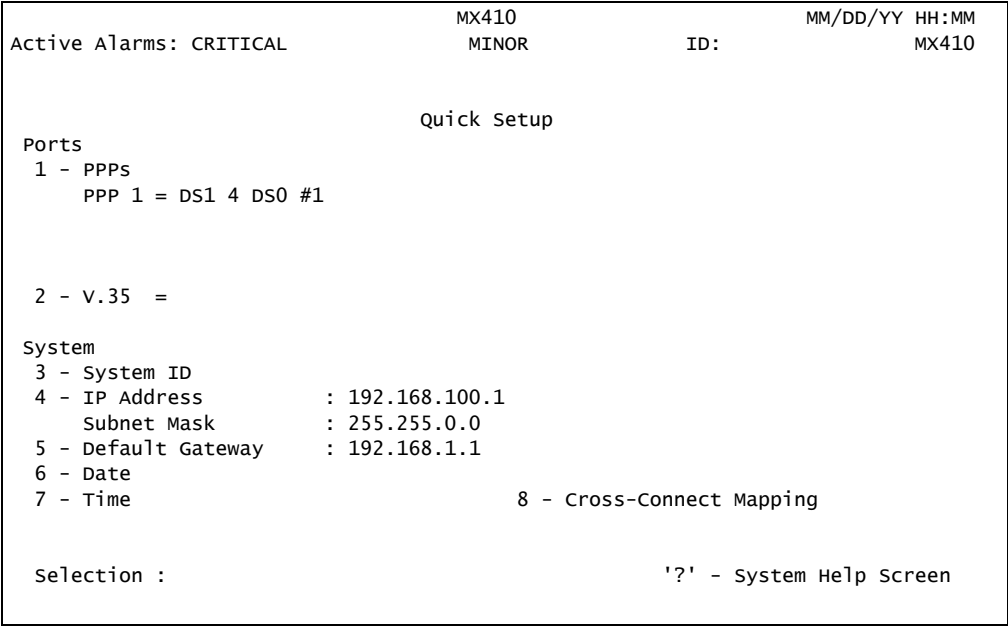 MX410 MM/DD/YY HH:MM
Active Alarms: CRITICAL MINOR ID: MX410
Quick Setup
Ports
1 - PPPs
PPP 1 = DS1 4 DS0 #1
2 - V.35 =
System
3 - System ID
4 - IP Address : 192.168.100.1
Subnet Mask : 255.255.0.0
5 - Default Gateway : 192.168.1.1
6 - Date
7 - Time 8 - Cross-Connect Mapping
Selection : '?' - System Help Screen